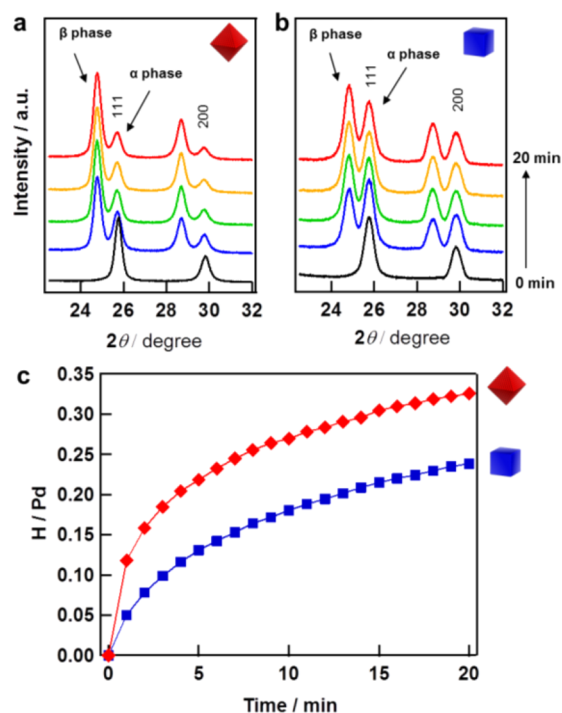 a
β phase
111
α phase
200
Intensity / a.u.
24 26 28 30 32
2θ / degree
b
β phase
111
α phase
200
20 min
0 min
24 26 28 30 32
2θ / degree
c
0.35
0.30
0.25
0.20
0.15
0.10
0.05
0.00
H / Pd
0 5 10 15 20
Time / min